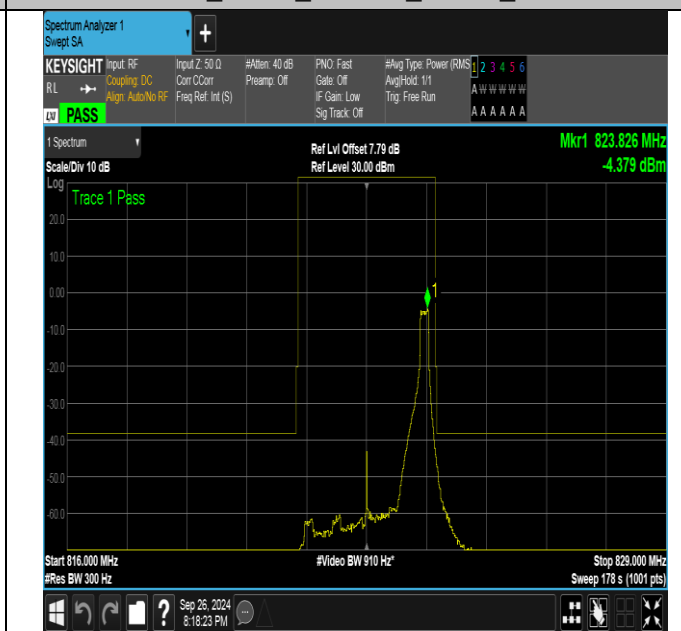 Spectrum Analyzer 1
Swept SA
+
KEYSIGHT
RL
LXI PASS
Input: RF
Coupling: DC
Align: Auto/No RF
Input Z: 50 Ω
Corr CCorr
Freq Ref: Int (S)
#Atten: 40 dB
Preamp: Off
PNO: Fast
Gate: Off
IF Gain: Low
Sig Track: Off
#Avg Type: Power (RMS
Avg|Hold: 1/1
Trig: Free Run
1 2 3 4 5 6
A W W W W W
A A A A A A
1 Spectrum
Scale/Div 10 dB
Ref Lvl Offset 7.79 dB
Ref Level 30.00 dBm
Mkr1 823.826 MHz
-4.379 dBm
Log
Trace 1 Pass
20.0
10.0
0.00
-10.0
-20.0
-30.0
-40.0
-50.0
-60.0
1
Start 816.000 MHz
#Res BW 300 Hz
#Video BW 910 Hz*
Stop 829.000 MHz
Sweep 178 s (1001 pts)
?
Sep 26, 2024
8:18:23 PM